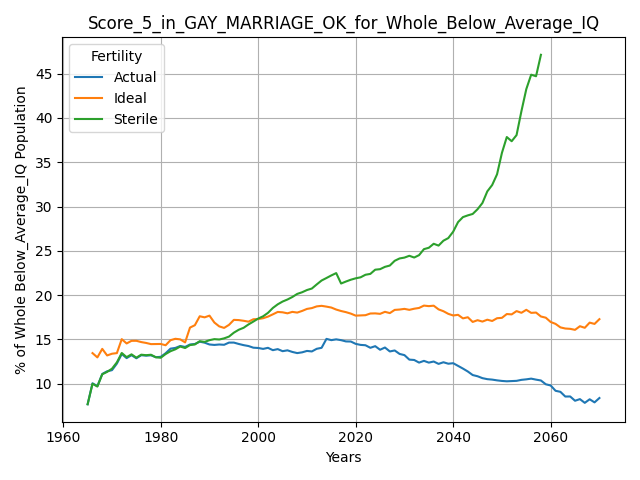 Score_5_in_GAY_MARRIAGE_OK_for_Whole_Below_Average_IQ
Fertility
Actual
Ideal
Sterile
% of Whole Below_Average_IQ Population
45
40
35
30
25
20
15
10
1960
1980
2000
2020
2040
2060
Years